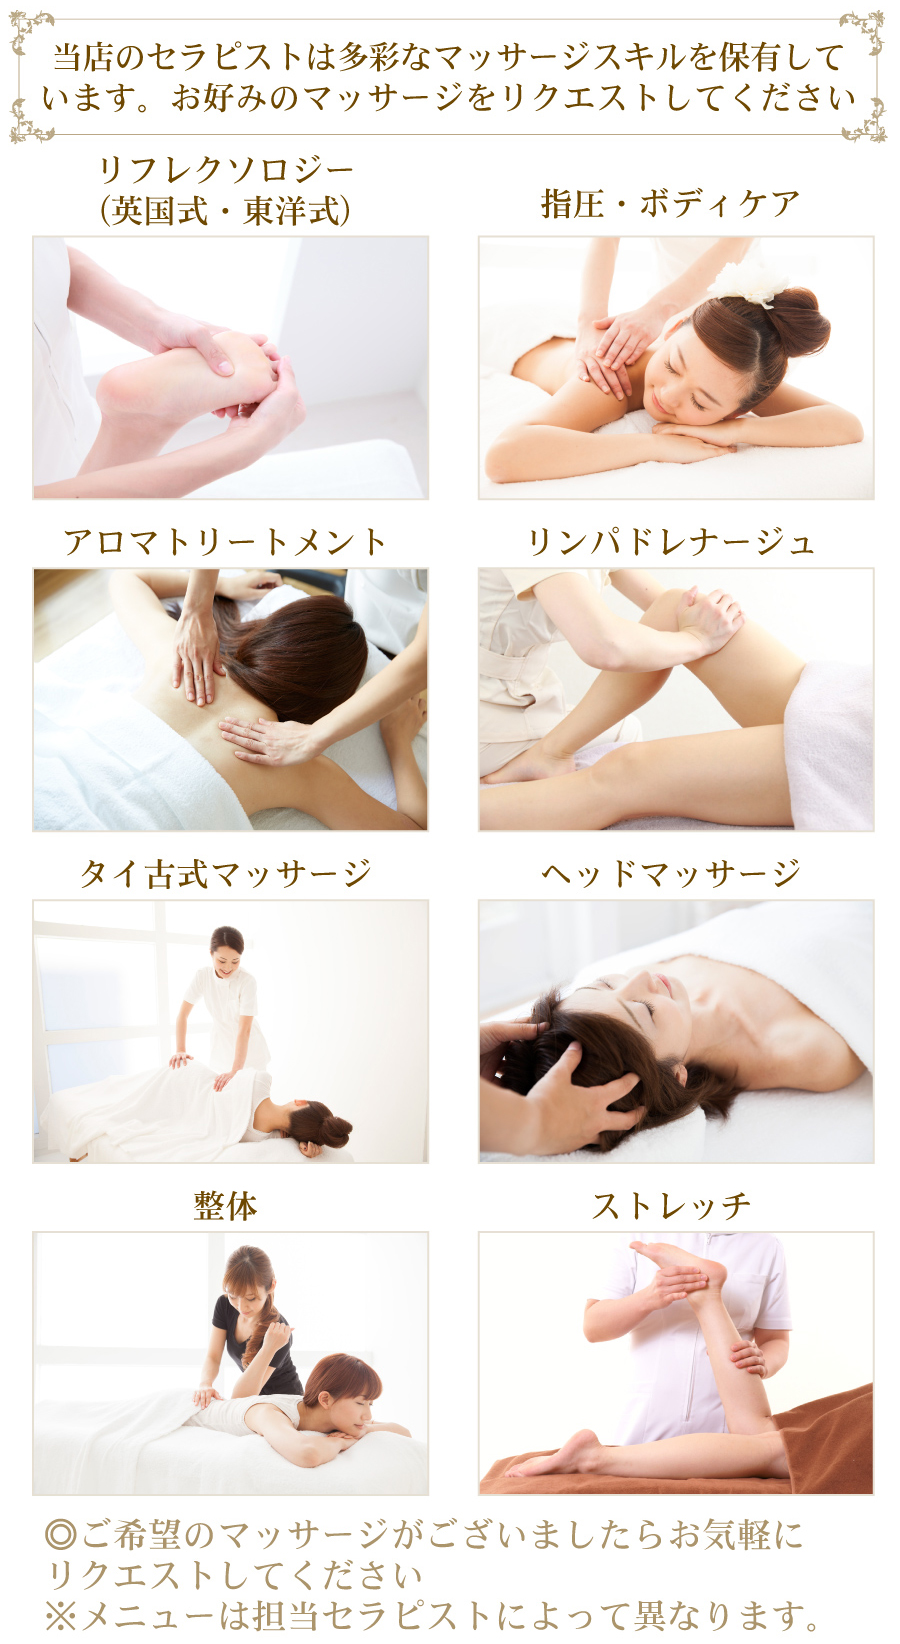 当店のセラピストは多彩なマッサージスキルを保有して
います。お好みのマッサージをリクエストしてください
リフレクソロジー
(英国式・東洋式)
指圧・ボディケア
アロマトリートメント
リンパドレナージュ
タイ古式マッサージ
ヘッドマッサージ
整体
ストレッチ
◎ご希望のマッサージがございましたらお気軽に
リクエストしてください
※メニューは担当セラピストによって異なります。